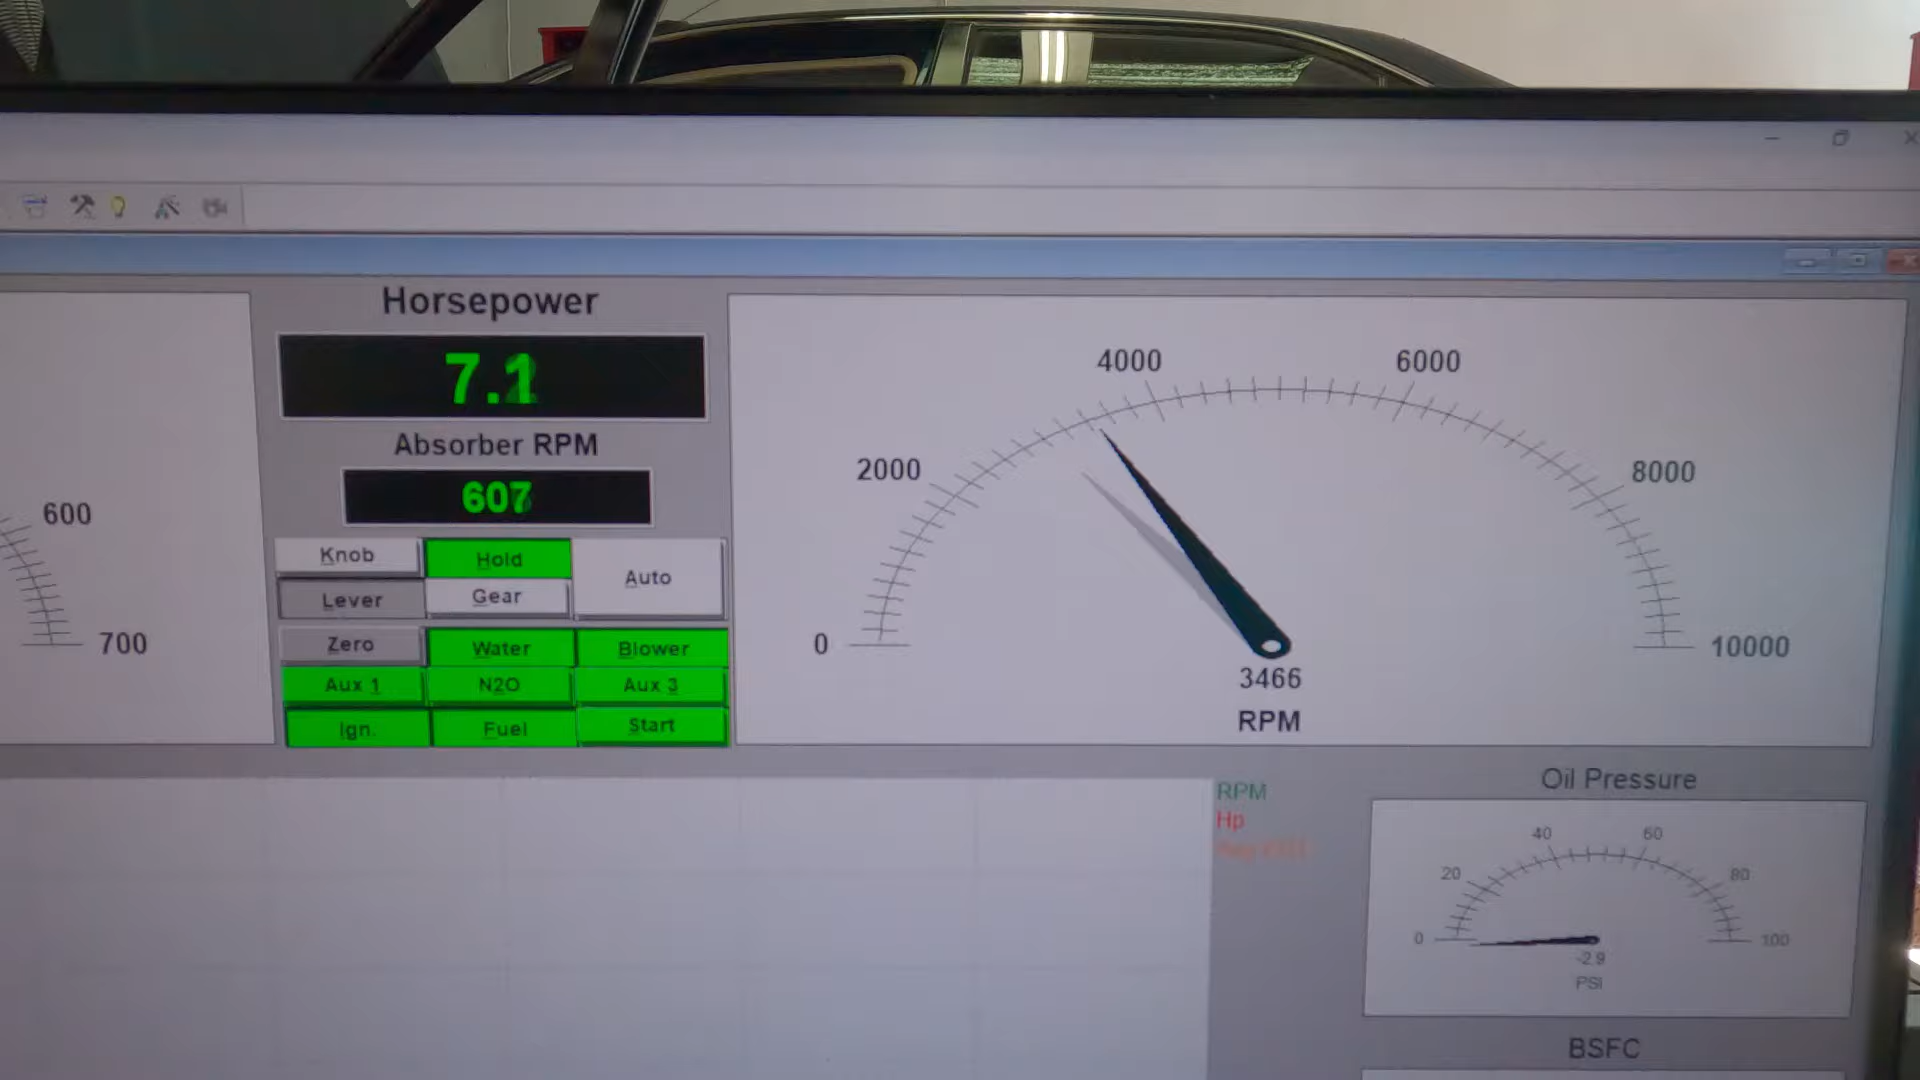 Horsepower
7.1
Absorber RPM
607
Knob
Hold
Auto
Lever
Gear
Zero
Water
Blower
Aux 1
N2O
Aux 3
Ign.
Fuel
Start
600
700
0
2000
4000
6000
8000
10000
3466
RPM
RPM
Hp
Oil Pressure
0
20
40
60
80
100
-2.9
PSI
BSFC